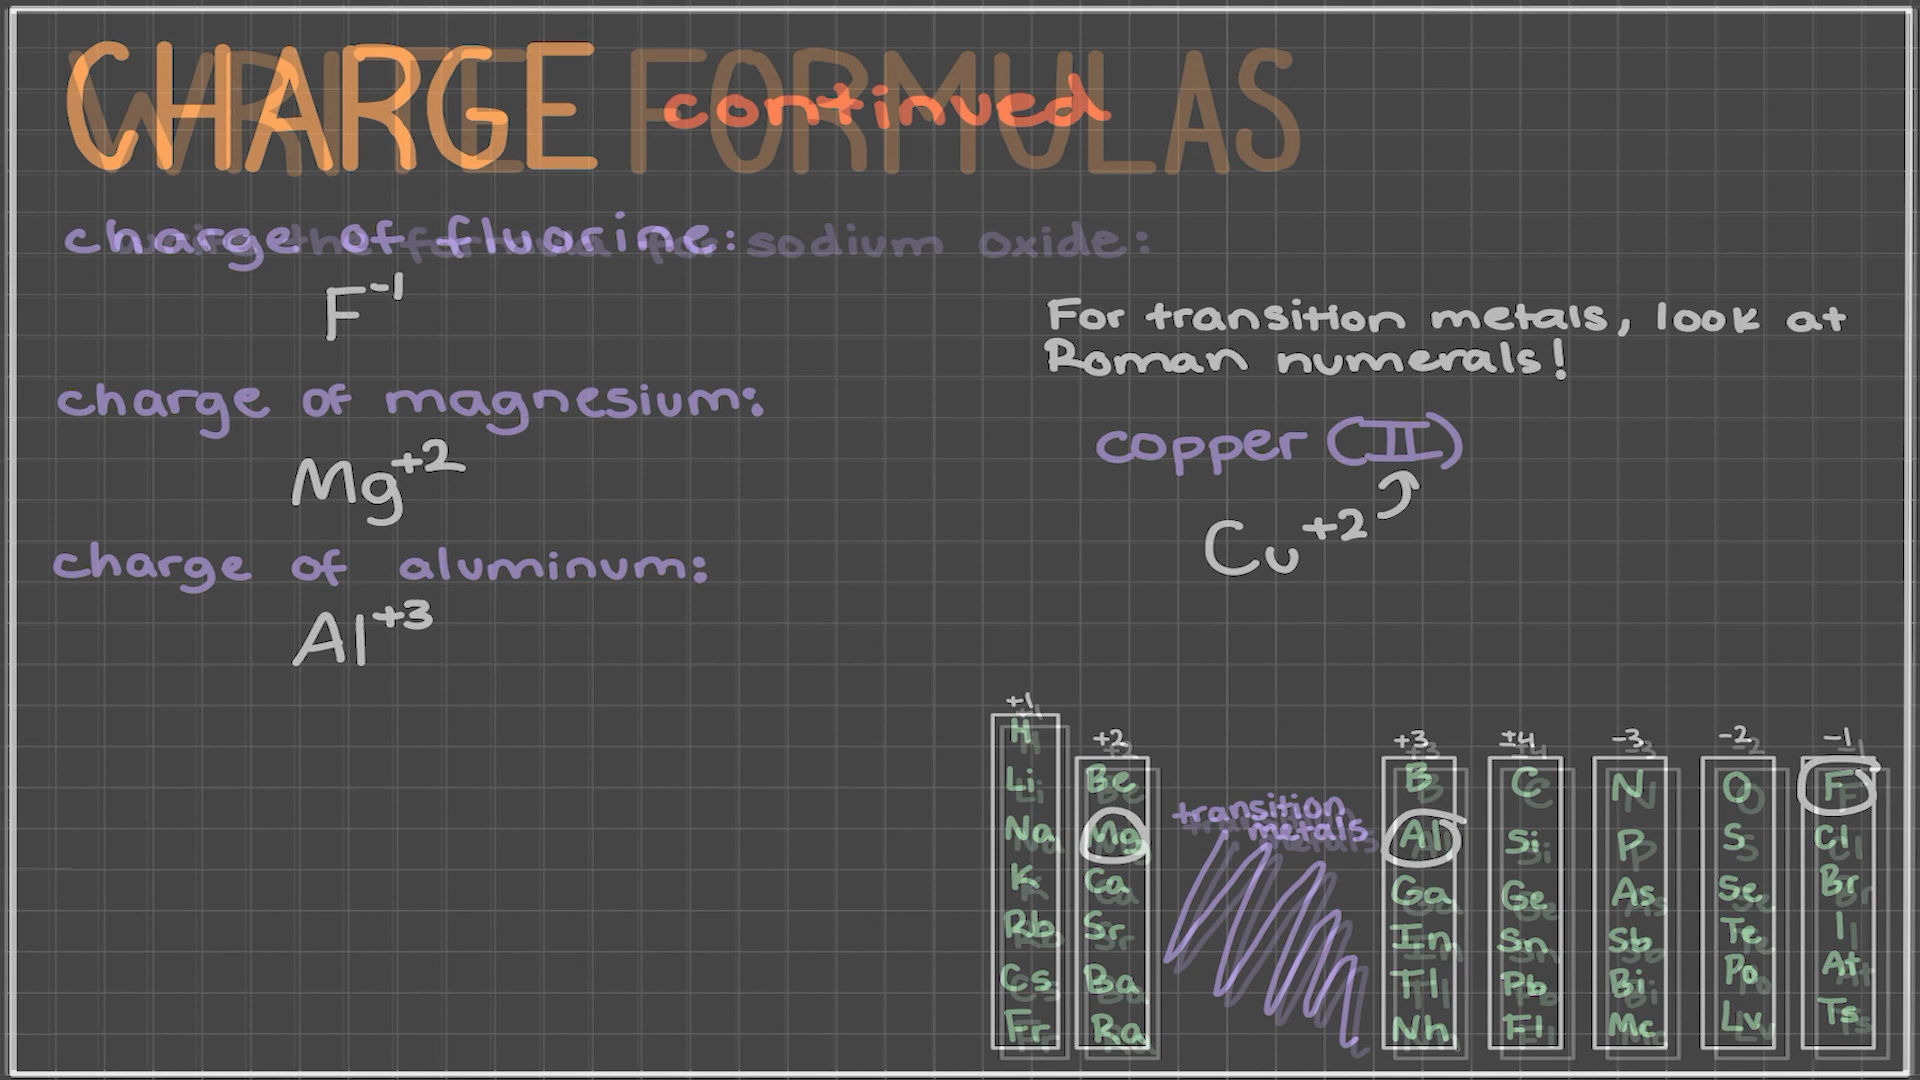 CHARGE continued
WRITE FORMULAS
charge of fluorine:
sodium oxide:
F⁻¹
For transition metals, look at
Roman numerals!
charge of magnesium:
Mg⁺²
copper (II)
Cu⁺²
charge of aluminum:
Al⁺³
+1 +2 +3 ±4 -3 -2 -1
H
Li Be B C N O F
transition
metals
Na Mg Al Si P S Cl
K Ca Ga Ge As Se Br
Rb Sr In Sn Sb Te I
Cs Ba Tl Pb Bi Po At
Fr Ra Nh Fl Mc Lv Ts